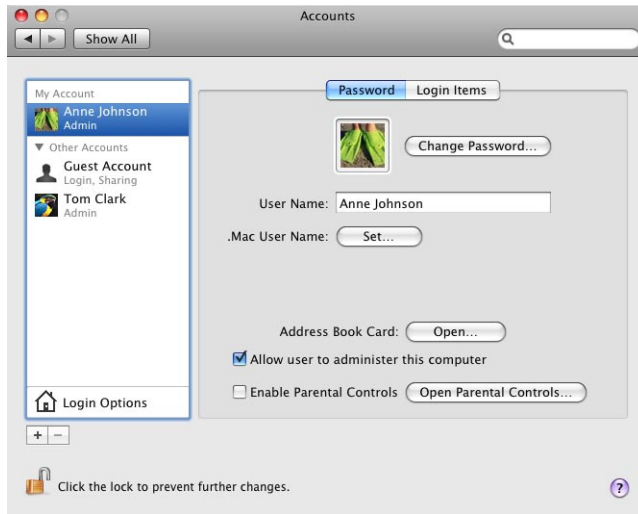 Accounts
Show All
My Account
Anne Johnson
Admin
Other Accounts
Guest Account
Login, Sharing
Tom Clark
Admin
Login Options
+ −
Password Login Items
Change Password...
User Name: Anne Johnson
.Mac User Name: Set...
Address Book Card: Open...
Allow user to administer this computer
Enable Parental Controls Open Parental Controls...
Click the lock to prevent further changes.
?